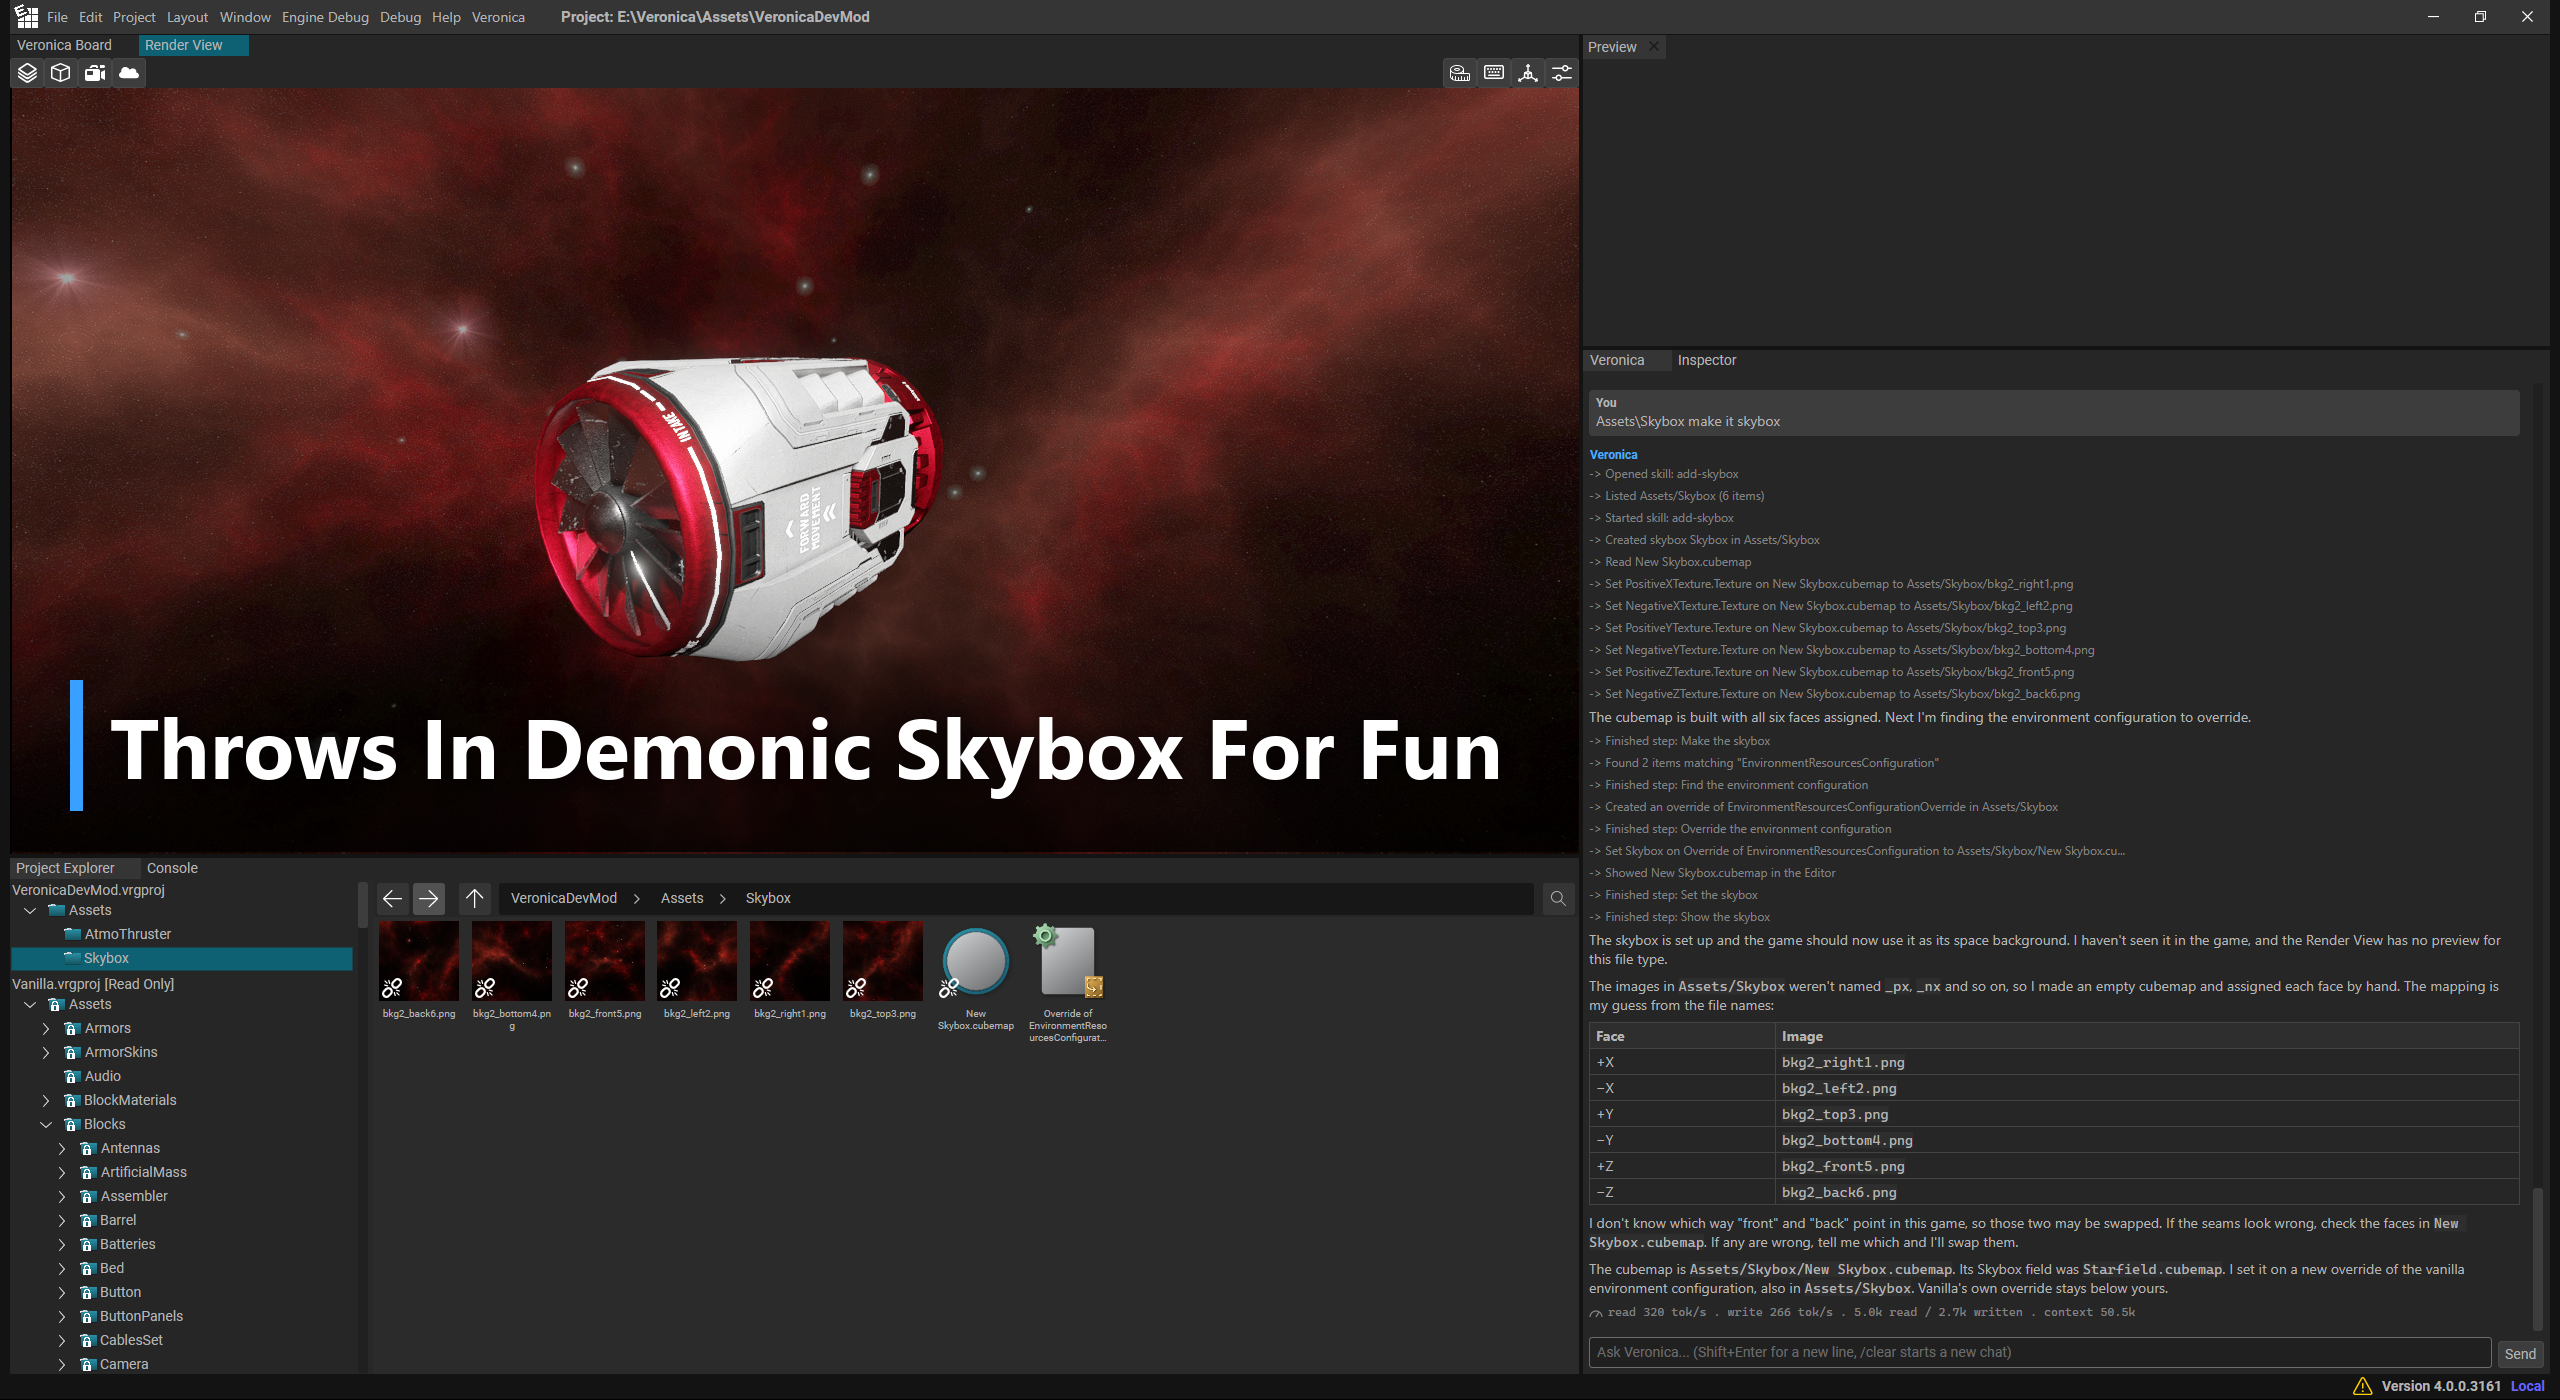 File Edit Project Layout Window Engine Debug Debug Help Veronica Project: E:\Veronica\Assets\VeronicaDevMod
Veronica Board Render View
INTAKE
FORWARD
MOVEMENT
Throws In Demonic Skybox For Fun
Project Explorer Console
VeronicaDevMod.vrgproj
Assets
AtmoThruster
Skybox
Vanilla.vrgproj [Read Only]
Assets
Armors
ArmorSkins
Audio
BlockMaterials
Blocks
Antennas
ArtificialMass
Assembler
Barrel
Batteries
Bed
Button
ButtonPanels
CablesSet
Camera
VeronicaDevMod > Assets > Skybox
bkg2_back6.png
bkg2_bottom4.pn
g
bkg2_front5.png
bkg2_left2.png
bkg2_right1.png
bkg2_top3.png
New
Skybox.cubemap
Override of
EnvironmentReso
urcesConfigurat...
Preview
Veronica Inspector
You
Assets\Skybox make it skybox
Veronica
-> Opened skill: add-skybox
-> Listed Assets/Skybox (6 items)
-> Started skill: add-skybox
-> Created skybox Skybox in Assets/Skybox
-> Read New Skybox.cubemap
-> Set PositiveXTexture.Texture on New Skybox.cubemap to Assets/Skybox/bkg2_right1.png
-> Set NegativeXTexture.Texture on New Skybox.cubemap to Assets/Skybox/bkg2_left2.png
-> Set PositiveYTexture.Texture on New Skybox.cubemap to Assets/Skybox/bkg2_top3.png
-> Set NegativeYTexture.Texture on New Skybox.cubemap to Assets/Skybox/bkg2_bottom4.png
-> Set PositiveZTexture.Texture on New Skybox.cubemap to Assets/Skybox/bkg2_front5.png
-> Set NegativeZTexture.Texture on New Skybox.cubemap to Assets/Skybox/bkg2_back6.png
The cubemap is built with all six faces assigned. Next I'm finding the environment configuration to override.
-> Finished step: Make the skybox
-> Found 2 items matching "EnvironmentResourcesConfiguration"
-> Finished step: Find the environment configuration
-> Created an override of EnvironmentResourcesConfigurationOverride in Assets/Skybox
-> Finished step: Override the environment configuration
-> Set Skybox on Override of EnvironmentResourcesConfiguration to Assets/Skybox/New Skybox.cu...
-> Showed New Skybox.cubemap in the Editor
-> Finished step: Set the skybox
-> Finished step: Show the skybox
The skybox is set up and the game should now use it as its space background. I haven't seen it in the game, and the Render View has no preview for
this file type.
The images in Assets/Skybox weren't named _px, _nx and so on, so I made an empty cubemap and assigned each face by hand. The mapping is
my guess from the file names:
Face Image
+X bkg2_right1.png
−X bkg2_left2.png
+Y bkg2_top3.png
−Y bkg2_bottom4.png
+Z bkg2_front5.png
−Z bkg2_back6.png
I don't know which way "front" and "back" point in this game, so those two may be swapped. If the seams look wrong, check the faces in New
Skybox.cubemap. If any are wrong, tell me which and I'll swap them.
The cubemap is Assets/Skybox/New Skybox.cubemap. Its Skybox field was Starfield.cubemap. I set it on a new override of the vanilla
environment configuration, also in Assets/Skybox. Vanilla's own override stays below yours.
read 320 tok/s . write 266 tok/s . 5.0k read / 2.7k written . context 50.5k
Ask Veronica... (Shift+Enter for a new line, /clear starts a new chat)
Send
Version 4.0.0.3161 Local